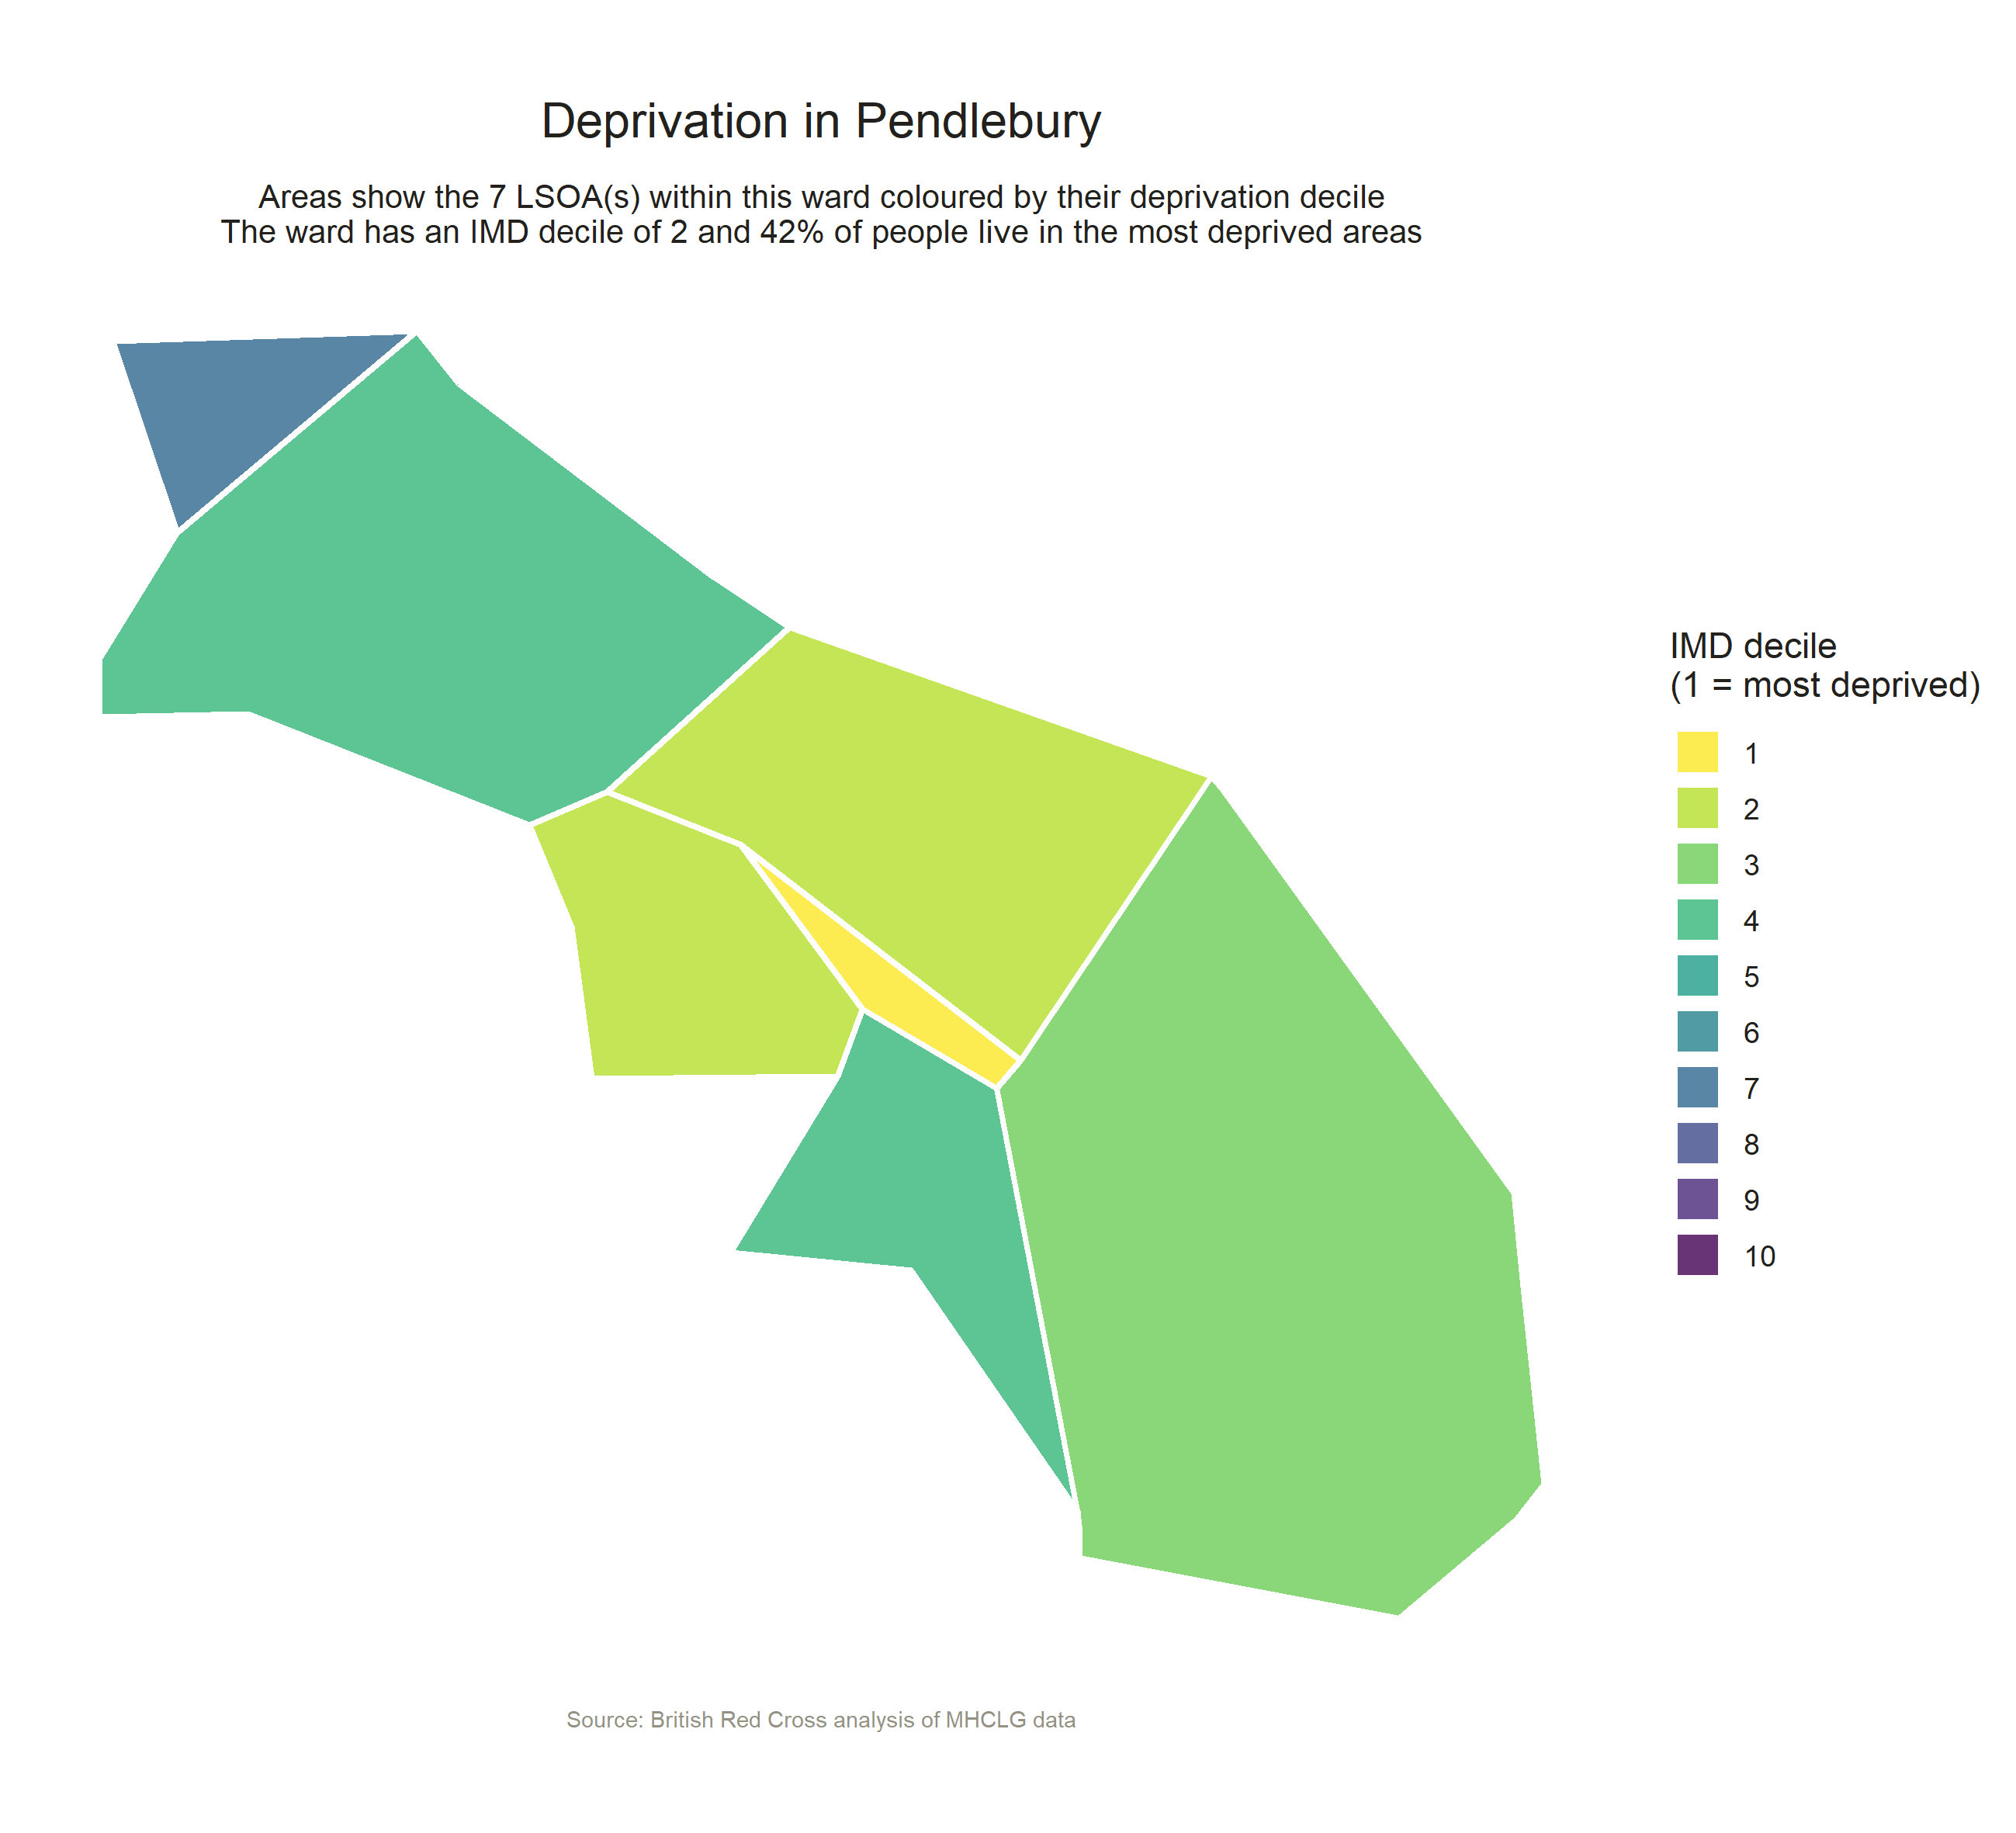 Deprivation in Pendlebury
Areas show the 7 LSOA(s) within this ward coloured by their deprivation decile
The ward has an IMD decile of 2 and 42% of people live in the most deprived areas
IMD decile
(1 = most deprived)
1
2
3
4
5
6
7
8
9
10
Source: British Red Cross analysis of MHCLG data